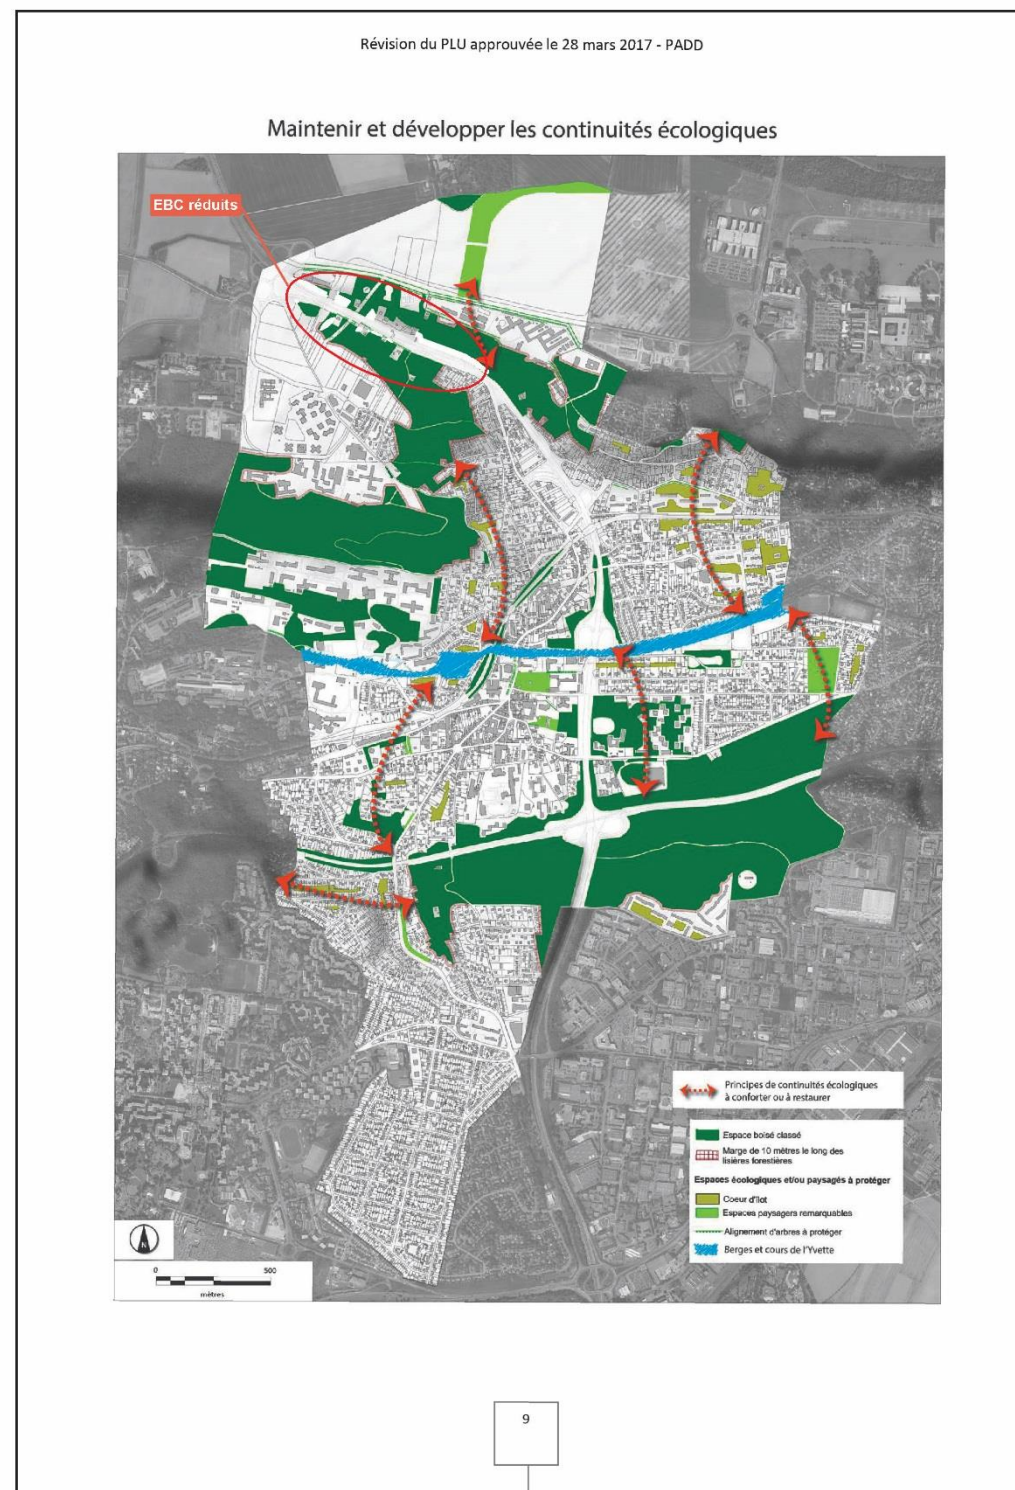 Révision du PLU approuvée le 28 mars 2017 - PADD
Maintenir et développer les continuités écologiques
EBC réduits
Principes de continuités écologiques
à conforter ou à restaurer
Espace boisé classé
Marge de 10 mètres le long des
lisières forestières
Espaces écologiques et/ou paysagés à protéger
Coeur d'îlot
Espaces paysagers remarquables
Alignement d'arbres à protéger
Berges et cours de l'Yvette
N
0 500
mètres
9